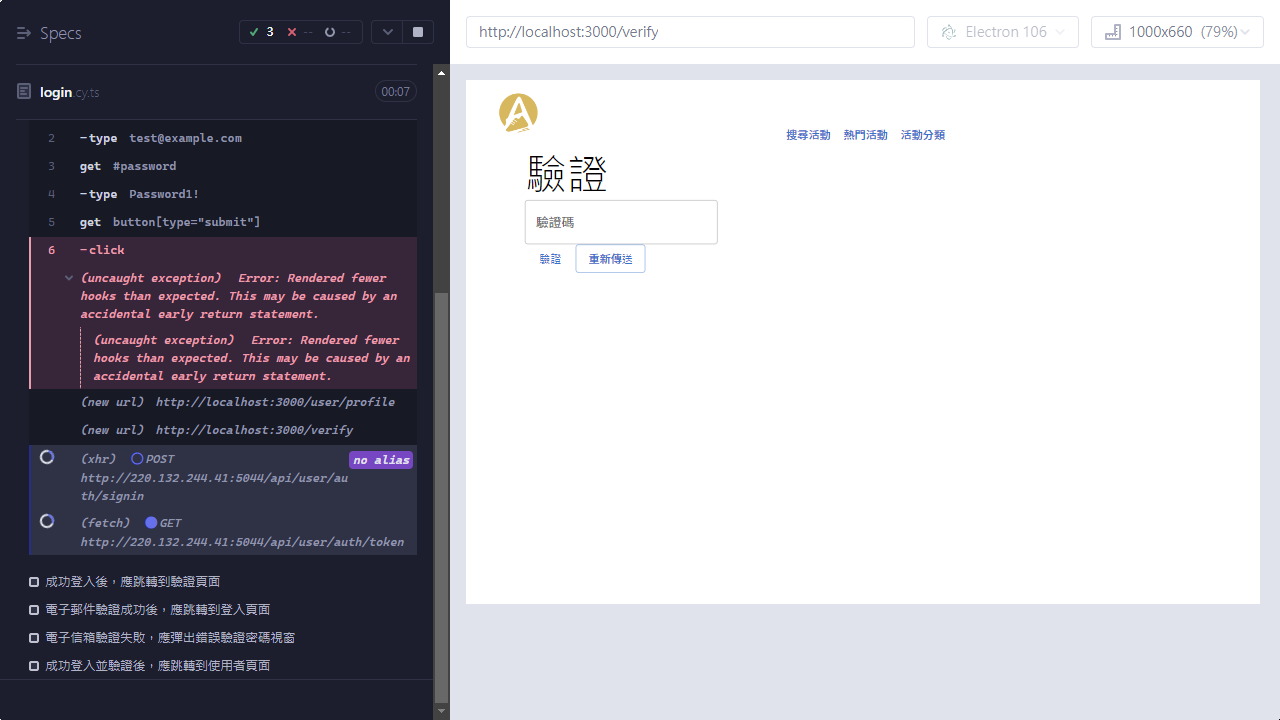 Specs
3
--
--
login.cy.ts
00:07
2 -type test@example.com
3 get #password
4 -type Password1!
5 get button[type="submit"]
6 -click
(uncaught exception) Error: Rendered fewer
hooks than expected. This may be caused by an
accidental early return statement.
(uncaught exception) Error: Rendered fewer
hooks than expected. This may be caused by an
accidental early return statement.
(new url) http://localhost:3000/user/profile
(new url) http://localhost:3000/verify
(xhr) POST no alias
http://220.132.244.41:5044/api/user/au
th/signin
(fetch) GET
http://220.132.244.41:5044/api/user/auth/token
成功登入後，應跳轉到驗證頁面
電子郵件驗證成功後，應跳轉到登入頁面
電子信箱驗證失敗，應彈出錯誤驗證密碼視窗
成功登入並驗證後，應跳轉到使用者頁面
http://localhost:3000/verify
Electron 106
1000x660 (79%)
搜尋活動 熱門活動 活動分類
驗證
驗證碼
驗證 重新傳送